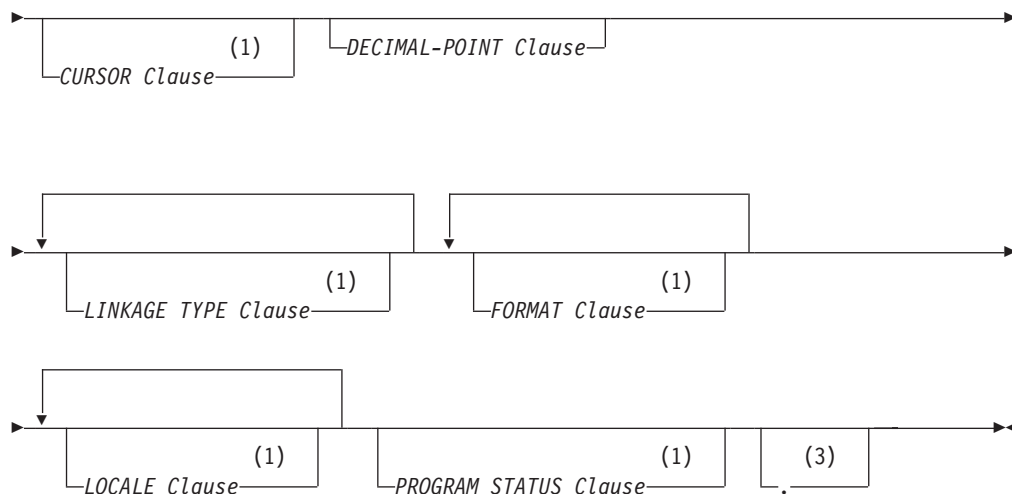 (1)
CURSOR Clause
DECIMAL-POINT Clause
(1) (1)
LINKAGE TYPE Clause FORMAT Clause
(1) (1) (3)
LOCALE Clause PROGRAM STATUS Clause .